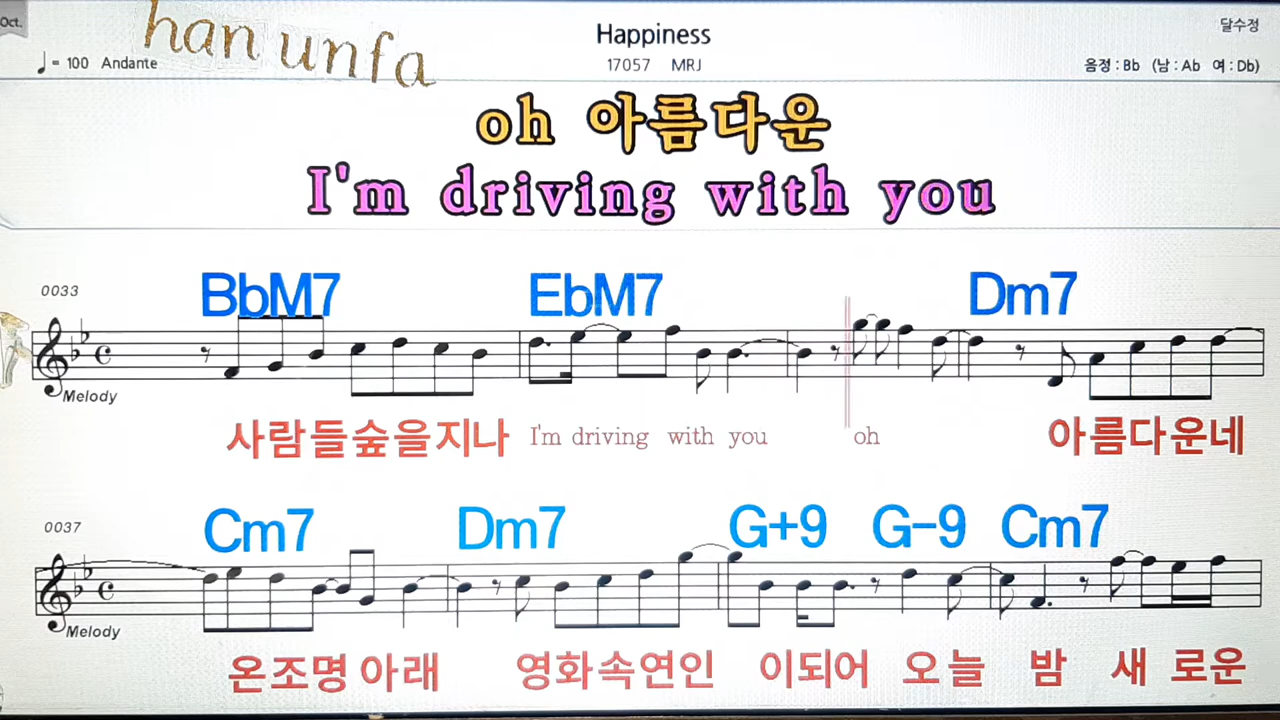 Oct.
han unfa
Happiness
달수정
♩= 100 Andante
17057 MRJ
음정 : Bb (남 : Ab 여 : Db)
oh 아름다운
I'm driving with you
0033
BbM7 EbM7 Dm7
Melody
사람들숲을지나 I'm driving with you oh 아름다운네
0037
Cm7 Dm7 G+9 G-9 Cm7
Melody
온조명 아래 영화속연인 이되어 오늘 밤 새 로운